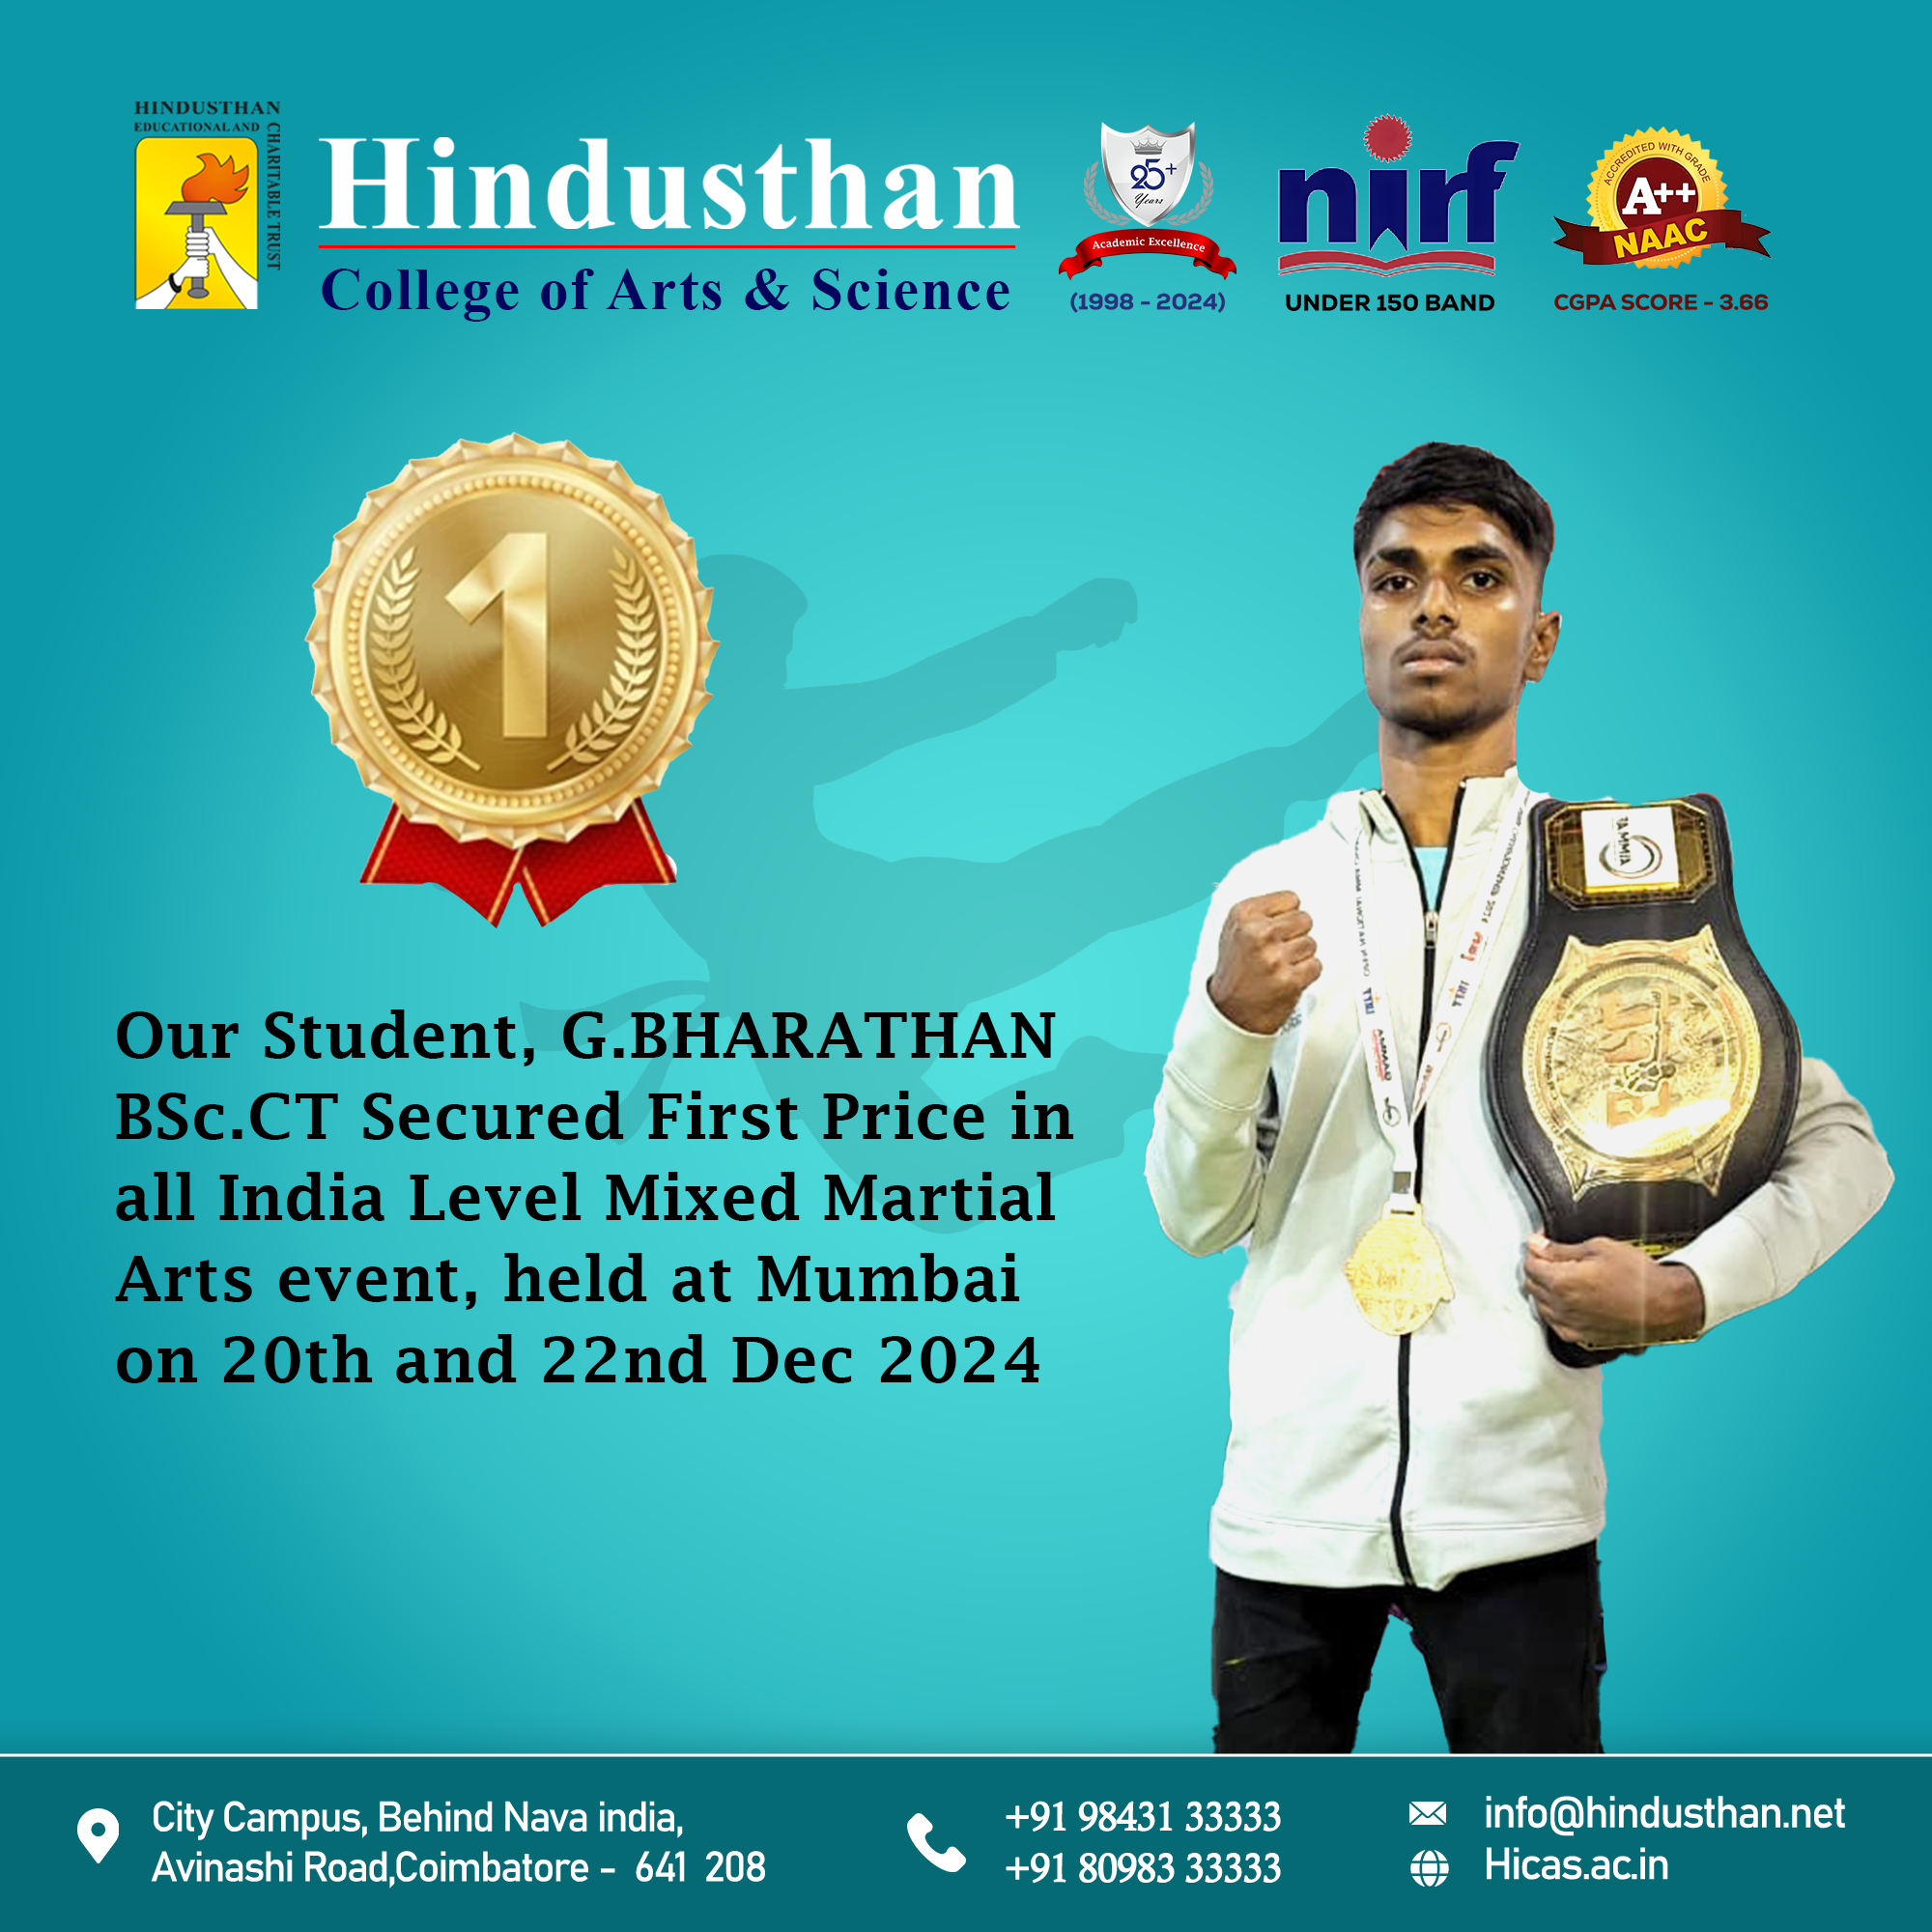 HINDUSTHAN
EDUCATIONAL AND
CHARITABLE TRUST
Hindusthan
College of Arts & Science
25+
Years
Academic Excellence
(1998 - 2024)
nirf
UNDER 150 BAND
ACCREDITED WITH GRADE
A++
NAAC
CGPA SCORE - 3.66
1
Our Student, G.BHARATHAN
BSc.CT Secured First Price in
all India Level Mixed Martial
Arts event, held at Mumbai
on 20th and 22nd Dec 2024
City Campus, Behind Nava india,
Avinashi Road,Coimbatore - 641 208
+91 98431 33333
+91 80983 33333
info@hindusthan.net
Hicas.ac.in